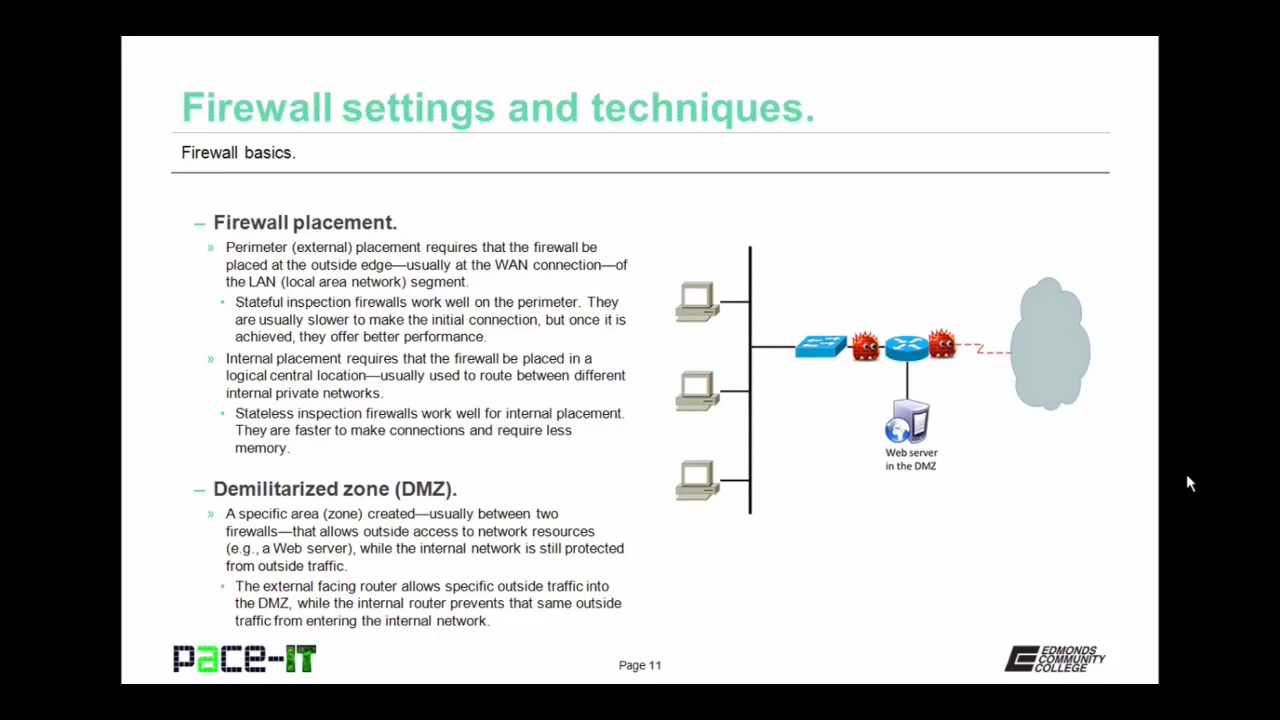 Firewall settings and techniques.
Firewall basics.
– Firewall placement.
» Perimeter (external) placement requires that the firewall be
placed at the outside edge—usually at the WAN connection—of
the LAN (local area network) segment.
• Stateful inspection firewalls work well on the perimeter. They
are usually slower to make the initial connection, but once it is
achieved, they offer better performance.
» Internal placement requires that the firewall be placed in a
logical central location—usually used to route between different
internal private networks.
• Stateless inspection firewalls work well for internal placement.
They are faster to make connections and require less
memory.
– Demilitarized zone (DMZ).
» A specific area (zone) created—usually between two
firewalls—that allows outside access to network resources
(e.g., a Web server), while the internal network is still protected
from outside traffic.
• The external facing router allows specific outside traffic into
the DMZ, while the internal router prevents that same outside
traffic from entering the internal network.
Web server
in the DMZ
pace-IT
Page 11
EDMONDS
COMMUNITY
COLLEGE